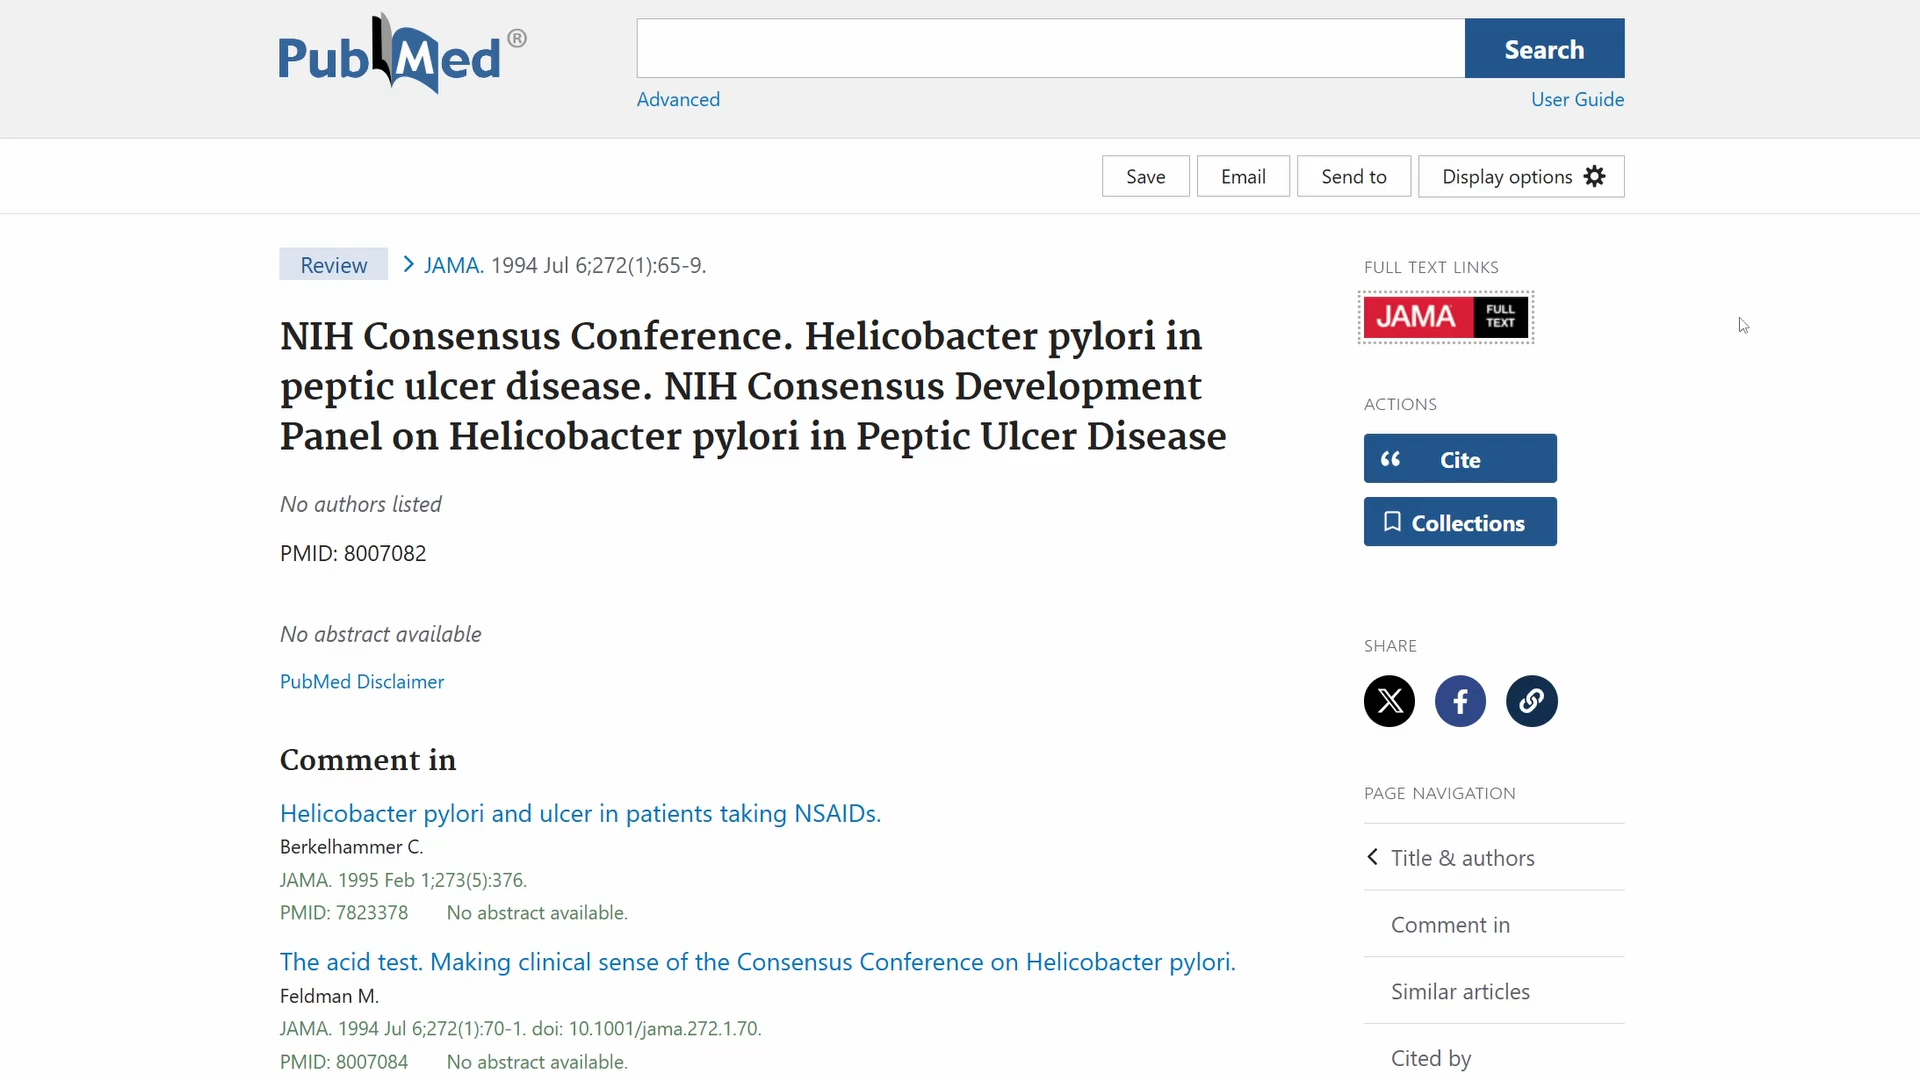 PubMed®
Search
Advanced
User Guide
Save
Email
Send to
Display options
Review
JAMA. 1994 Jul 6;272(1):65-9.
NIH Consensus Conference. Helicobacter pylori in
peptic ulcer disease. NIH Consensus Development
Panel on Helicobacter pylori in Peptic Ulcer Disease
No authors listed
PMID: 8007082
No abstract available
PubMed Disclaimer
Comment in
Helicobacter pylori and ulcer in patients taking NSAIDs.
Berkelhammer C.
JAMA. 1995 Feb 1;273(5):376.
PMID: 7823378 No abstract available.
The acid test. Making clinical sense of the Consensus Conference on Helicobacter pylori.
Feldman M.
JAMA. 1994 Jul 6;272(1):70-1. doi: 10.1001/jama.272.1.70.
PMID: 8007084 No abstract available.
FULL TEXT LINKS
JAMA FULL
TEXT
ACTIONS
Cite
Collections
SHARE
PAGE NAVIGATION
Title & authors
Comment in
Similar articles
Cited by